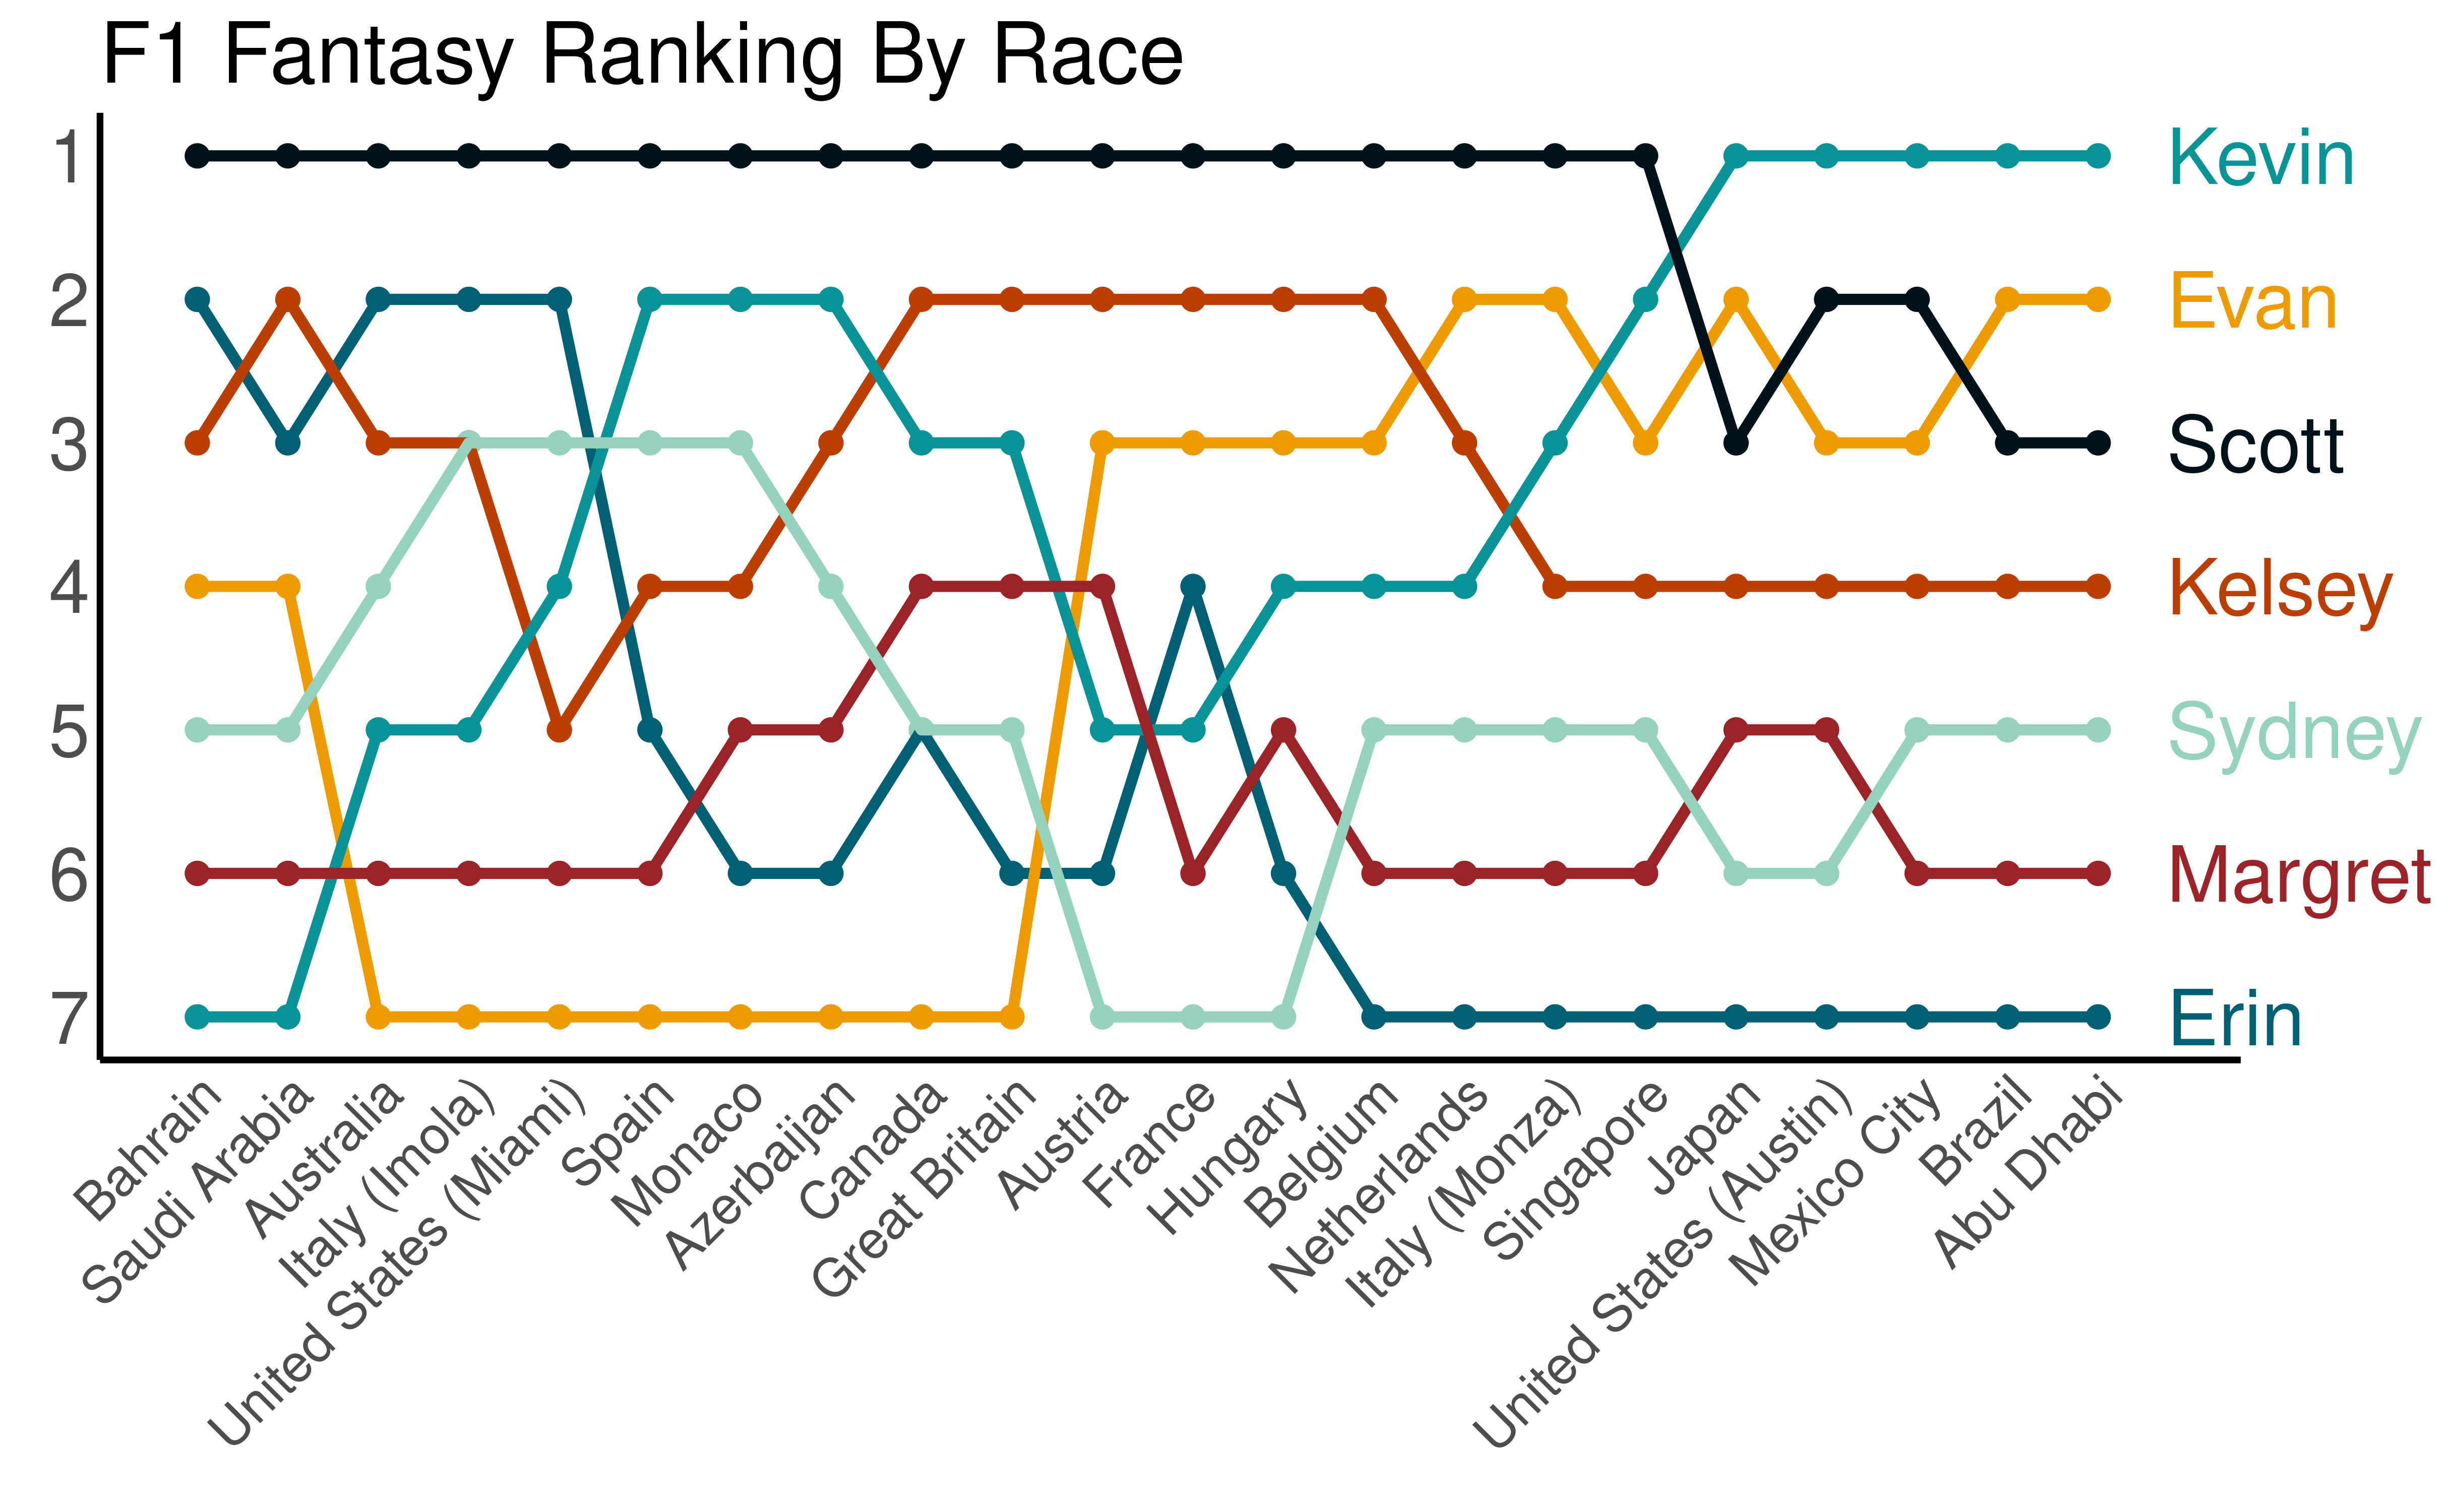 F1 Fantasy Ranking By Race
1
2
3
4
5
6
7
Kevin
Evan
Scott
Kelsey
Sydney
Margret
Erin
Bahrain
Saudi Arabia
Australia
Italy (Imola)
United States (Miami)
Spain
Monaco
Azerbaijan
Canada
Great Britain
Austria
France
Hungary
Belgium
Netherlands
Italy (Monza)
Singapore
Japan
United States (Austin)
Mexico City
Brazil
Abu Dhabi